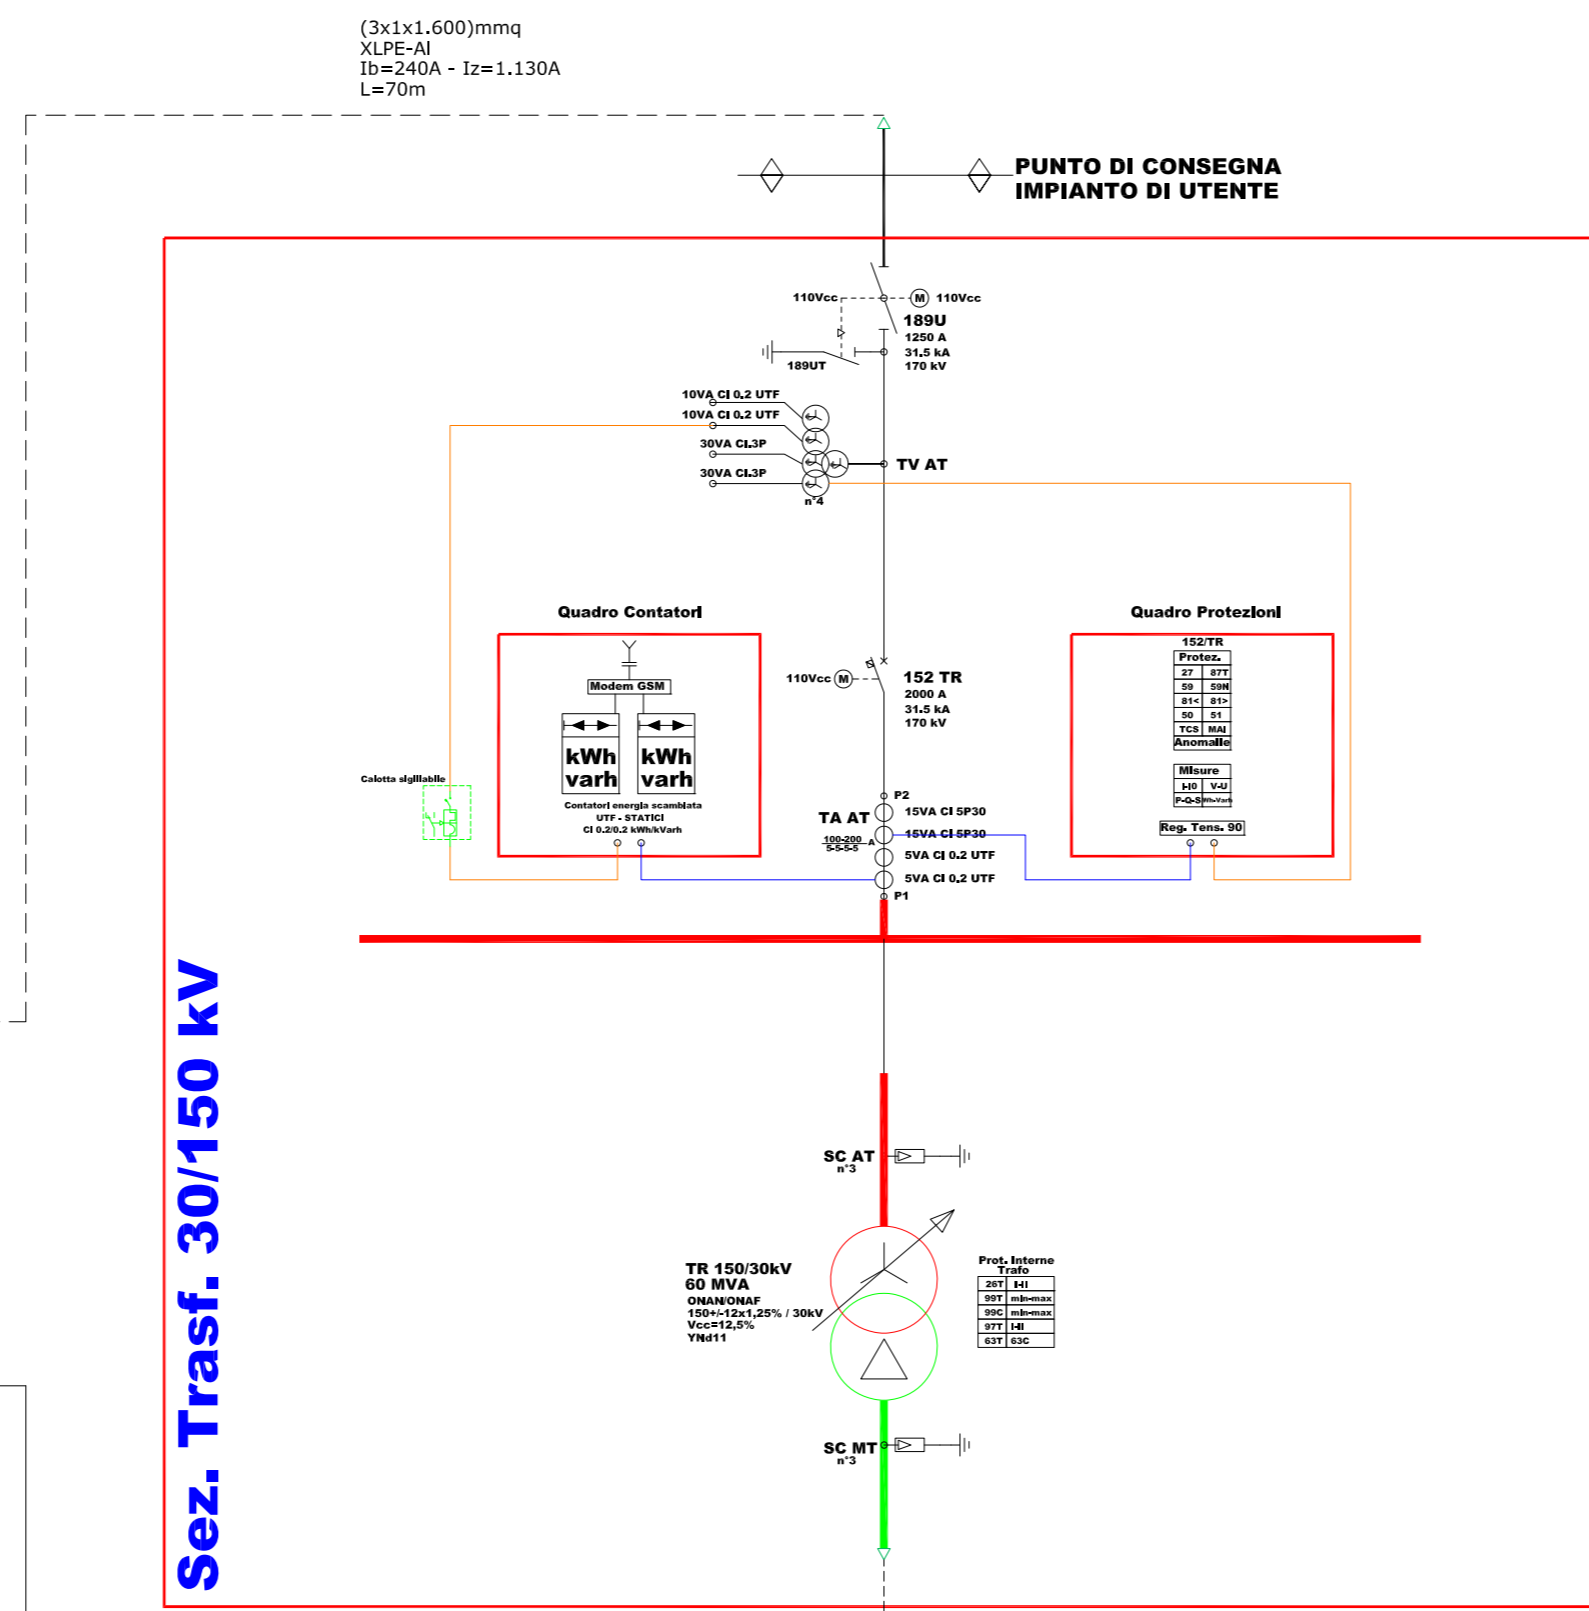 (3x1x1.600)mmq
XLPE-Al
Ib=240A - Iz=1.130A
L=70m
PUNTO DI CONSEGNA
IMPIANTO DI UTENTE
110Vcc
M
110Vcc
189U
1250 A
31.5 kA
170 kV
189UT
10VA Cl 0.2 UTF
10VA Cl 0.2 UTF
30VA Cl.3P
30VA Cl.3P
n°4
TV AT
Quadro Contatori
Modem GSM
kWh
varh
kWh
varh
Contatori energia scambiata
UTF - STATICI
Cl 0.2/0.2 kWh/kVarh
Calotta sigillabile
110Vcc
M
152 TR
2000 A
31.5 kA
170 kV
Quadro Protezioni
152/TR
Protez.
27 87T
59 59N
81< 81>
50 51
TCS MAI
Anomalie
Misure
I-I0 V-U
P-Q-S Wh-Varh
Reg. Tens. 90
P2
TA AT
100-200 A
5-5-5-5
15VA Cl 5P30
15VA Cl 5P30
5VA Cl 0.2 UTF
5VA Cl 0.2 UTF
P1
Sez. Trasf. 30/150 kV
SC AT
n°3
TR 150/30kV
60 MVA
ONAN/ONAF
150+/-12x1,25% / 30kV
Vcc=12,5%
YNd11
Prot. Interne
Trafo
26T I-II
99T min-max
99C min-max
97T I-II
63T 63C
SC MT
n°3